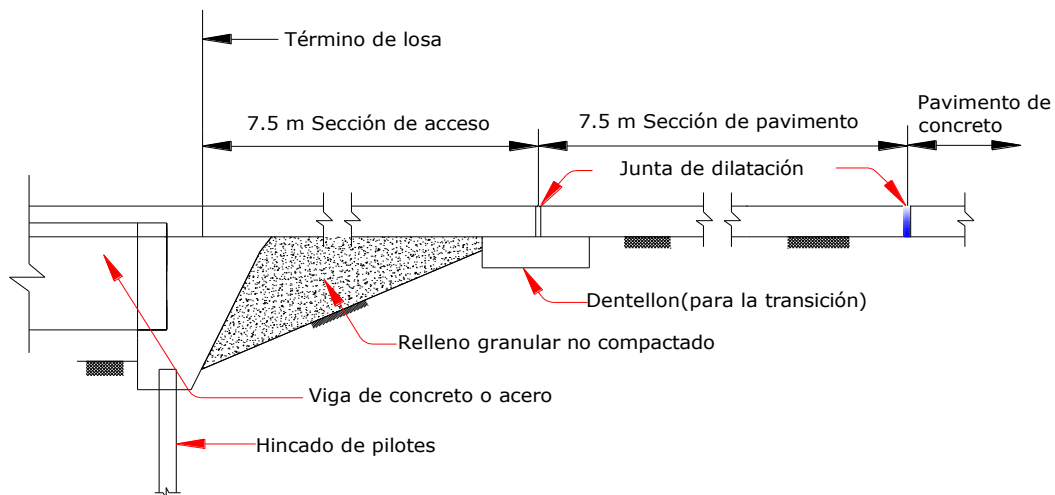 Término de losa
7.5 m Sección de acceso
7.5 m Sección de pavimento
Pavimento de
concreto
Junta de dilatación
Dentellon(para la transición)
Relleno granular no compactado
Viga de concreto o acero
Hincado de pilotes